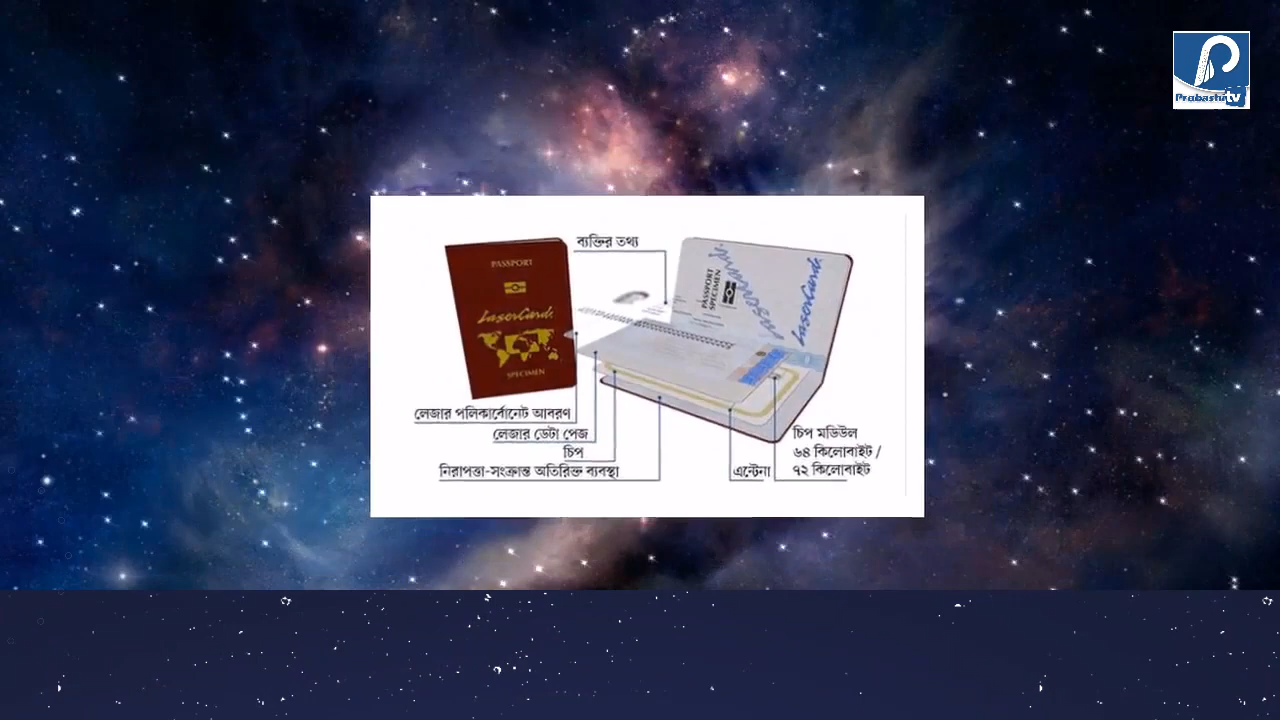 Prabashi tv
ব্যক্তির তথ্য
PASSPORT
LaserCard
SPECIMEN
PASSPORT
SPECIMEN
LaserCard
LaserCard
লেজার পলিকার্বোনেট আবরণ
লেজার ডেটা পেজ
চিপ
নিরাপত্তা-সংক্রান্ত অতিরিক্ত ব্যবস্থা
এন্টেনা
চিপ মডিউল
৬৪ কিলোবাইট /
৭২ কিলোবাইট